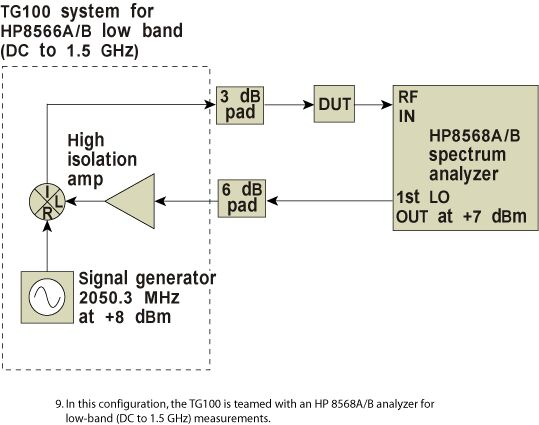 TG100 system for
HP8566A/B low band
(DC to 1.5 GHz)
3 dB
pad
DUT
RF
IN
HP8568A/B
spectrum
analyzer
1st LO
OUT at +7 dBm
High
isolation
amp
6 dB
pad
I
L
R
Signal generator
2050.3 MHz
at +8 dBm
9. In this configuration, the TG100 is teamed with an HP 8568A/B analyzer for
low-band (DC to 1.5 GHz) measurements.